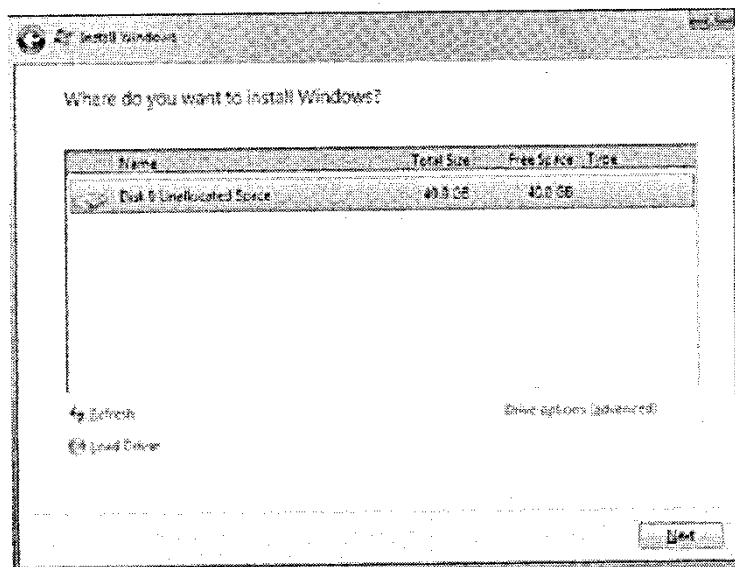 Install Windows
Where do you want to install Windows?
Name Total Size Free Space Type
Disk 0 Unallocated Space 40.0 GB 40.0 GB
Refresh
Drive options (advanced)
Load Driver
Next